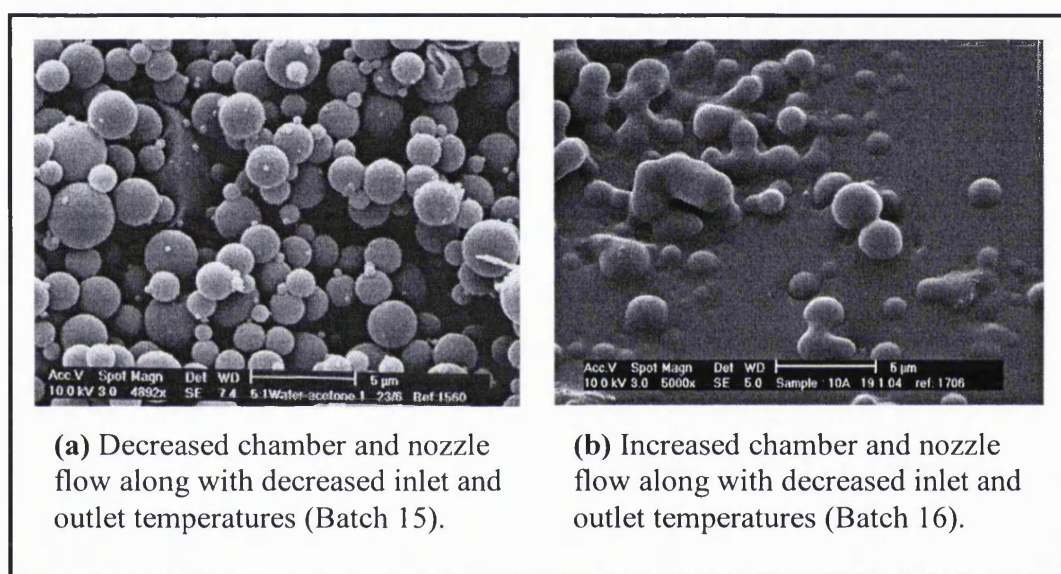 Acc.V Spot Magn Det WD 5 µm
10.0 kV 3.0 4892x SE 7.4 5:1Water-acetone 1 23/6 Ref:1560
Acc.V Spot Magn Det WD 5 µm
10.0 kV 3.0 5000x SE 5.0 Sample 10A 19.1.04 ref: 1706
(a) Decreased chamber and nozzle
flow along with decreased inlet and
outlet temperatures (Batch 15).
(b) Increased chamber and nozzle
flow along with decreased inlet and
outlet temperatures (Batch 16).